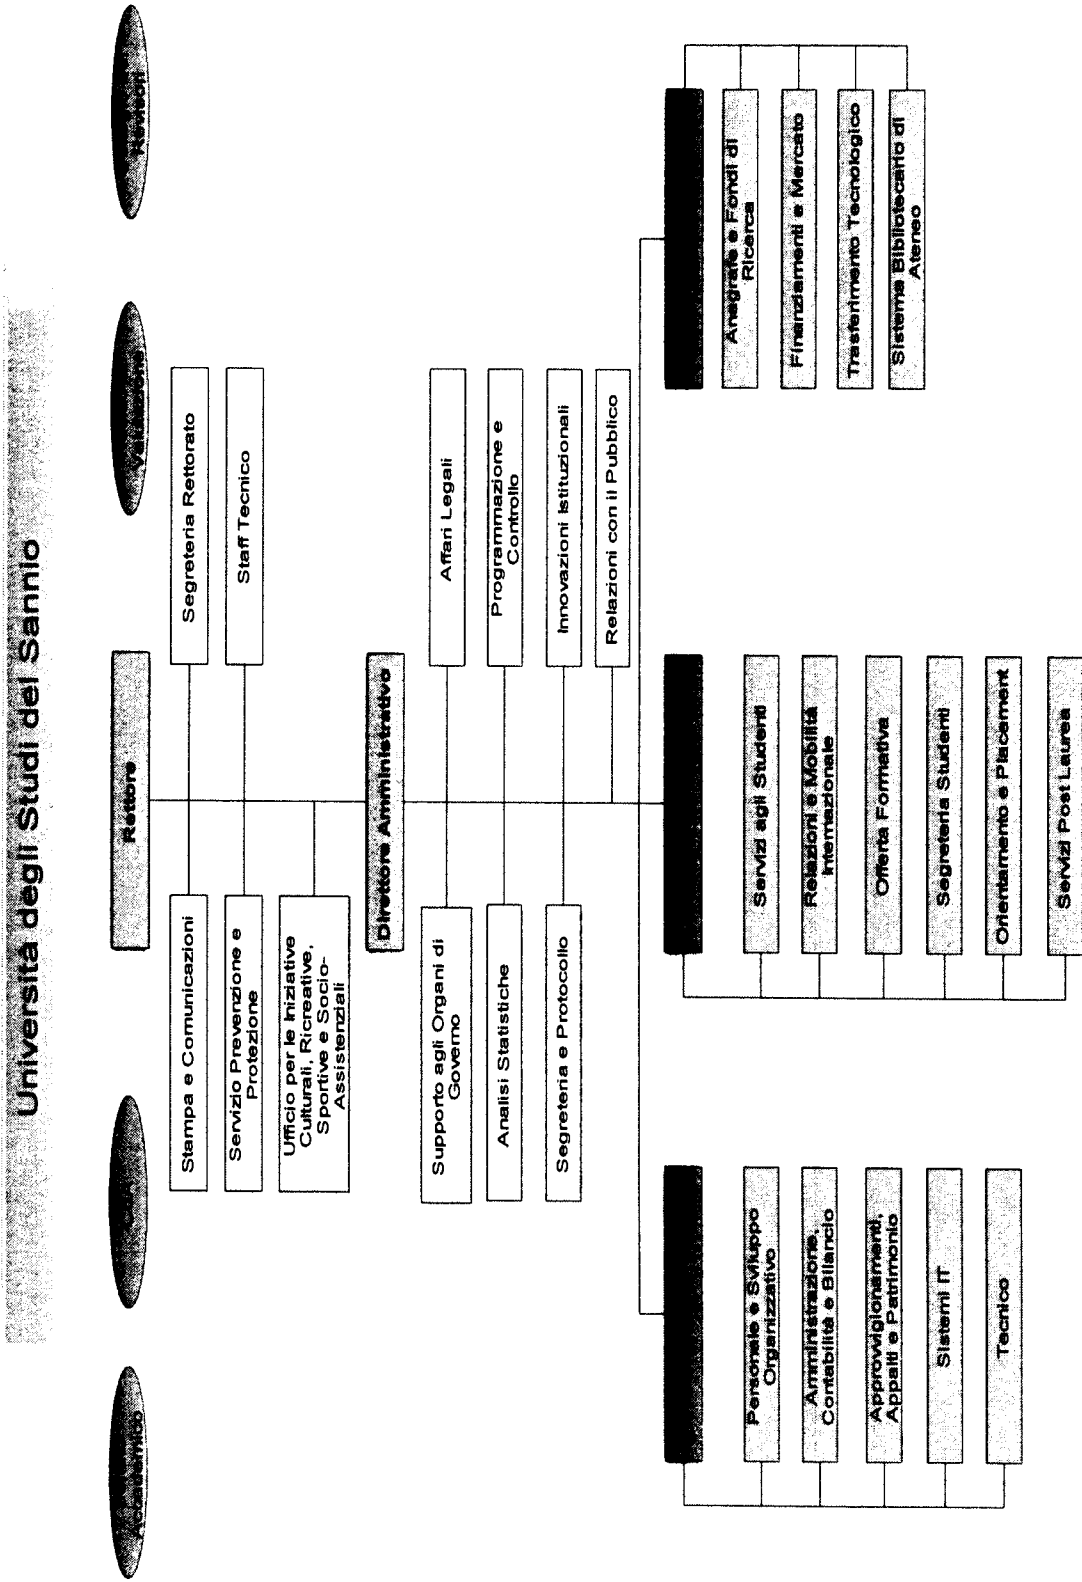 Università degli Studi del Sannio
Accademico
Valutazione
Revisori
Rettore
Stampa e Comunicazioni
Segreteria Rettorato
Servizio Prevenzione e
Protezione
Staff Tecnico
Ufficio per le Iniziative
Culturali, Ricreative,
Sportive e Socio-
Assistenziali
Direttore Amministrativo
Supporto agli Organi di
Governo
Affari Legali
Analisi Statistiche
Programmazione e
Controllo
Segreteria e Protocollo
Innovazioni Istituzionali
Relazioni con il Pubblico
Personale e Sviluppo
Organizzativo
Amministrazione,
Contabilità e Bilancio
Approvvigionamenti,
Appalti e Patrimonio
Sistemi IT
Tecnico
Servizi agli Studenti
Relazioni e Mobilità
Internazionale
Offerta Formativa
Segreteria Studenti
Orientamento e Placement
Servizi Post Laurea
Anagrafe e Fondi di
Ricerca
Finanziamenti e Mercato
Trasferimento Tecnologico
Sistema Bibliotecario di
Ateneo